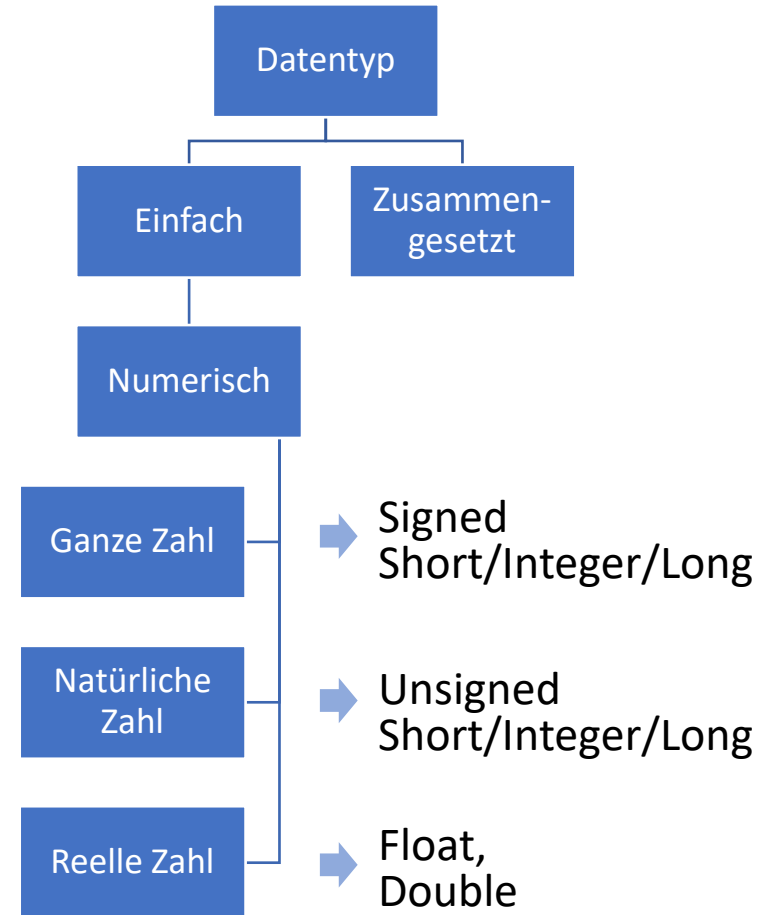 Datentyp
Einfach
Zusammen-
gesetzt
Numerisch
Ganze Zahl
Signed
Short/Integer/Long
Natürliche
Zahl
Unsigned
Short/Integer/Long
Reelle Zahl
Float,
Double